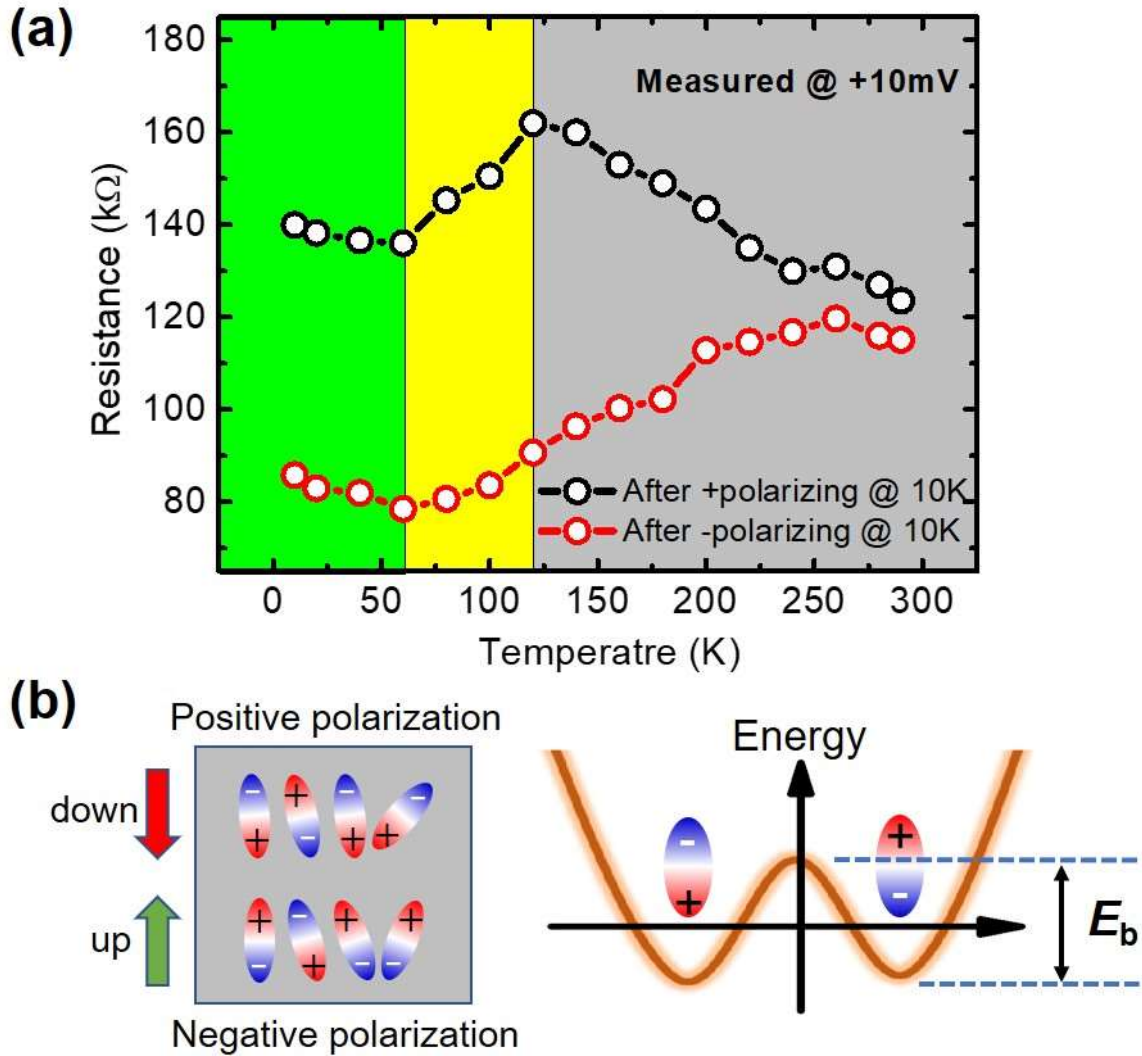 (a)
180
160
140
120
100
80
Resistance (kΩ)
Measured @ +10mV
After +polarizing @ 10K
After -polarizing @ 10K
0 50 100 150 200 250 300
Temperatre (K)
(b)
Positive polarization
down
- + - -
+ - + +
up
+ - + +
- + - -
Negative polarization
Energy
- +
+ -
Eb